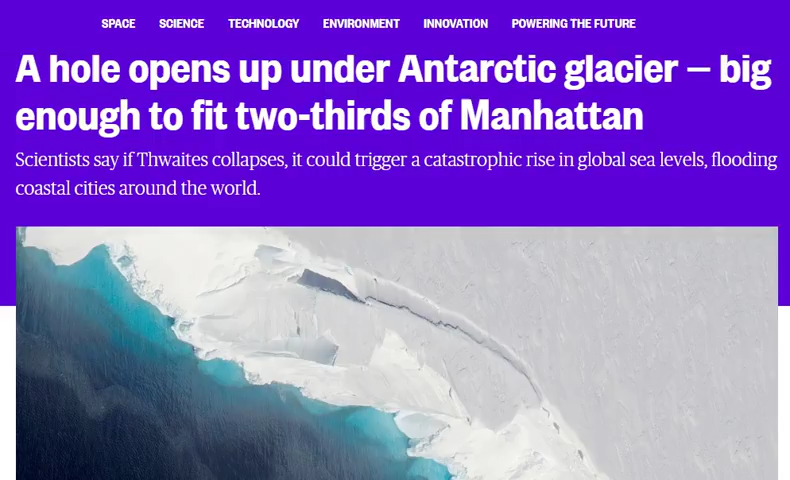 SPACE SCIENCE TECHNOLOGY ENVIRONMENT INNOVATION POWERING THE FUTURE
A hole opens up under Antarctic glacier — big
enough to fit two-thirds of Manhattan
Scientists say if Thwaites collapses, it could trigger a catastrophic rise in global sea levels, flooding
coastal cities around the world.